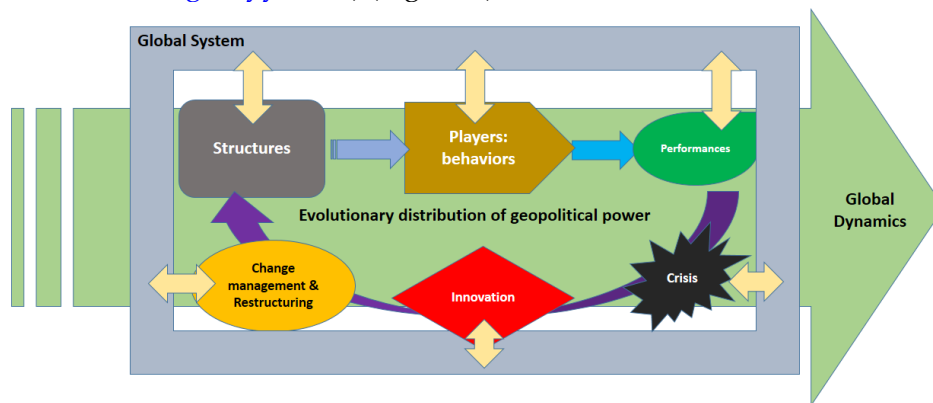 Global System
Structures
Players:
behaviors
Performances
Evolutionary distribution of geopolitical power
Global
Dynamics
Change
management &
Restructuring
Innovation
Crisis